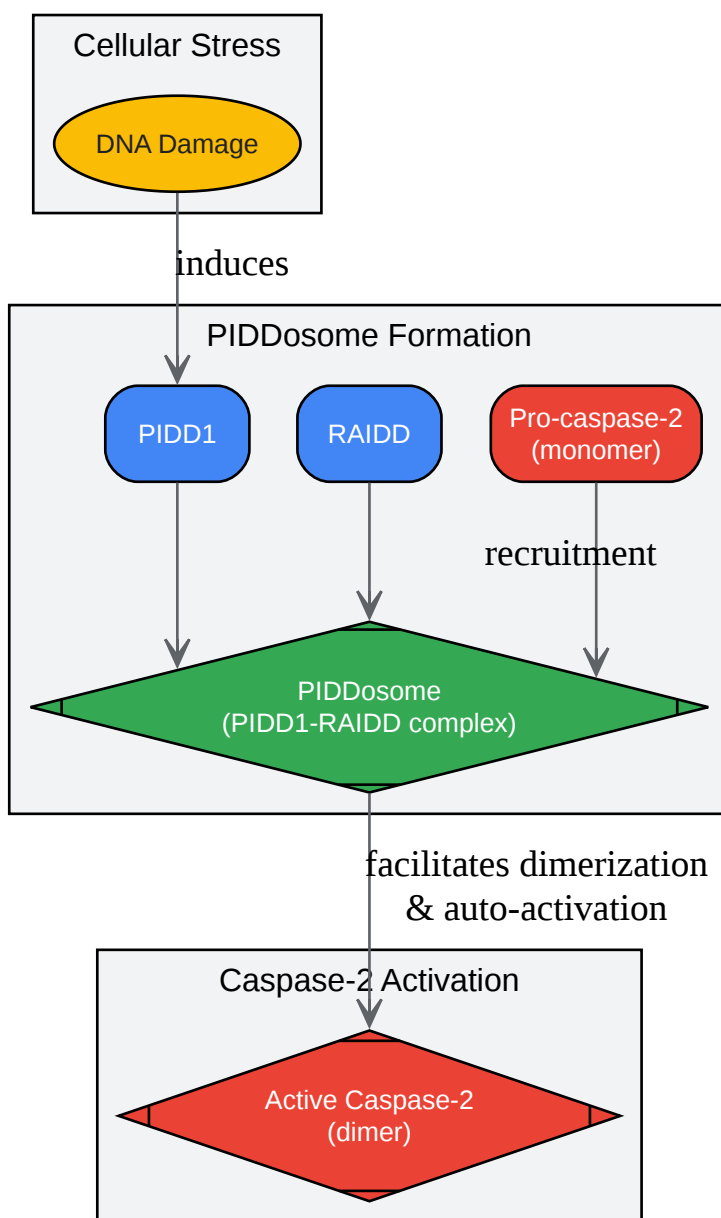 Cellular Stress
DNA Damage
induces
PIDDosome Formation
PIDD1
RAIDD
Pro-caspase-2
(monomer)
recruitment
PIDDosome
(PIDD1-RAIDD complex)
facilitates dimerization
& auto-activation
Caspase-2 Activation
Active Caspase-2
(dimer)